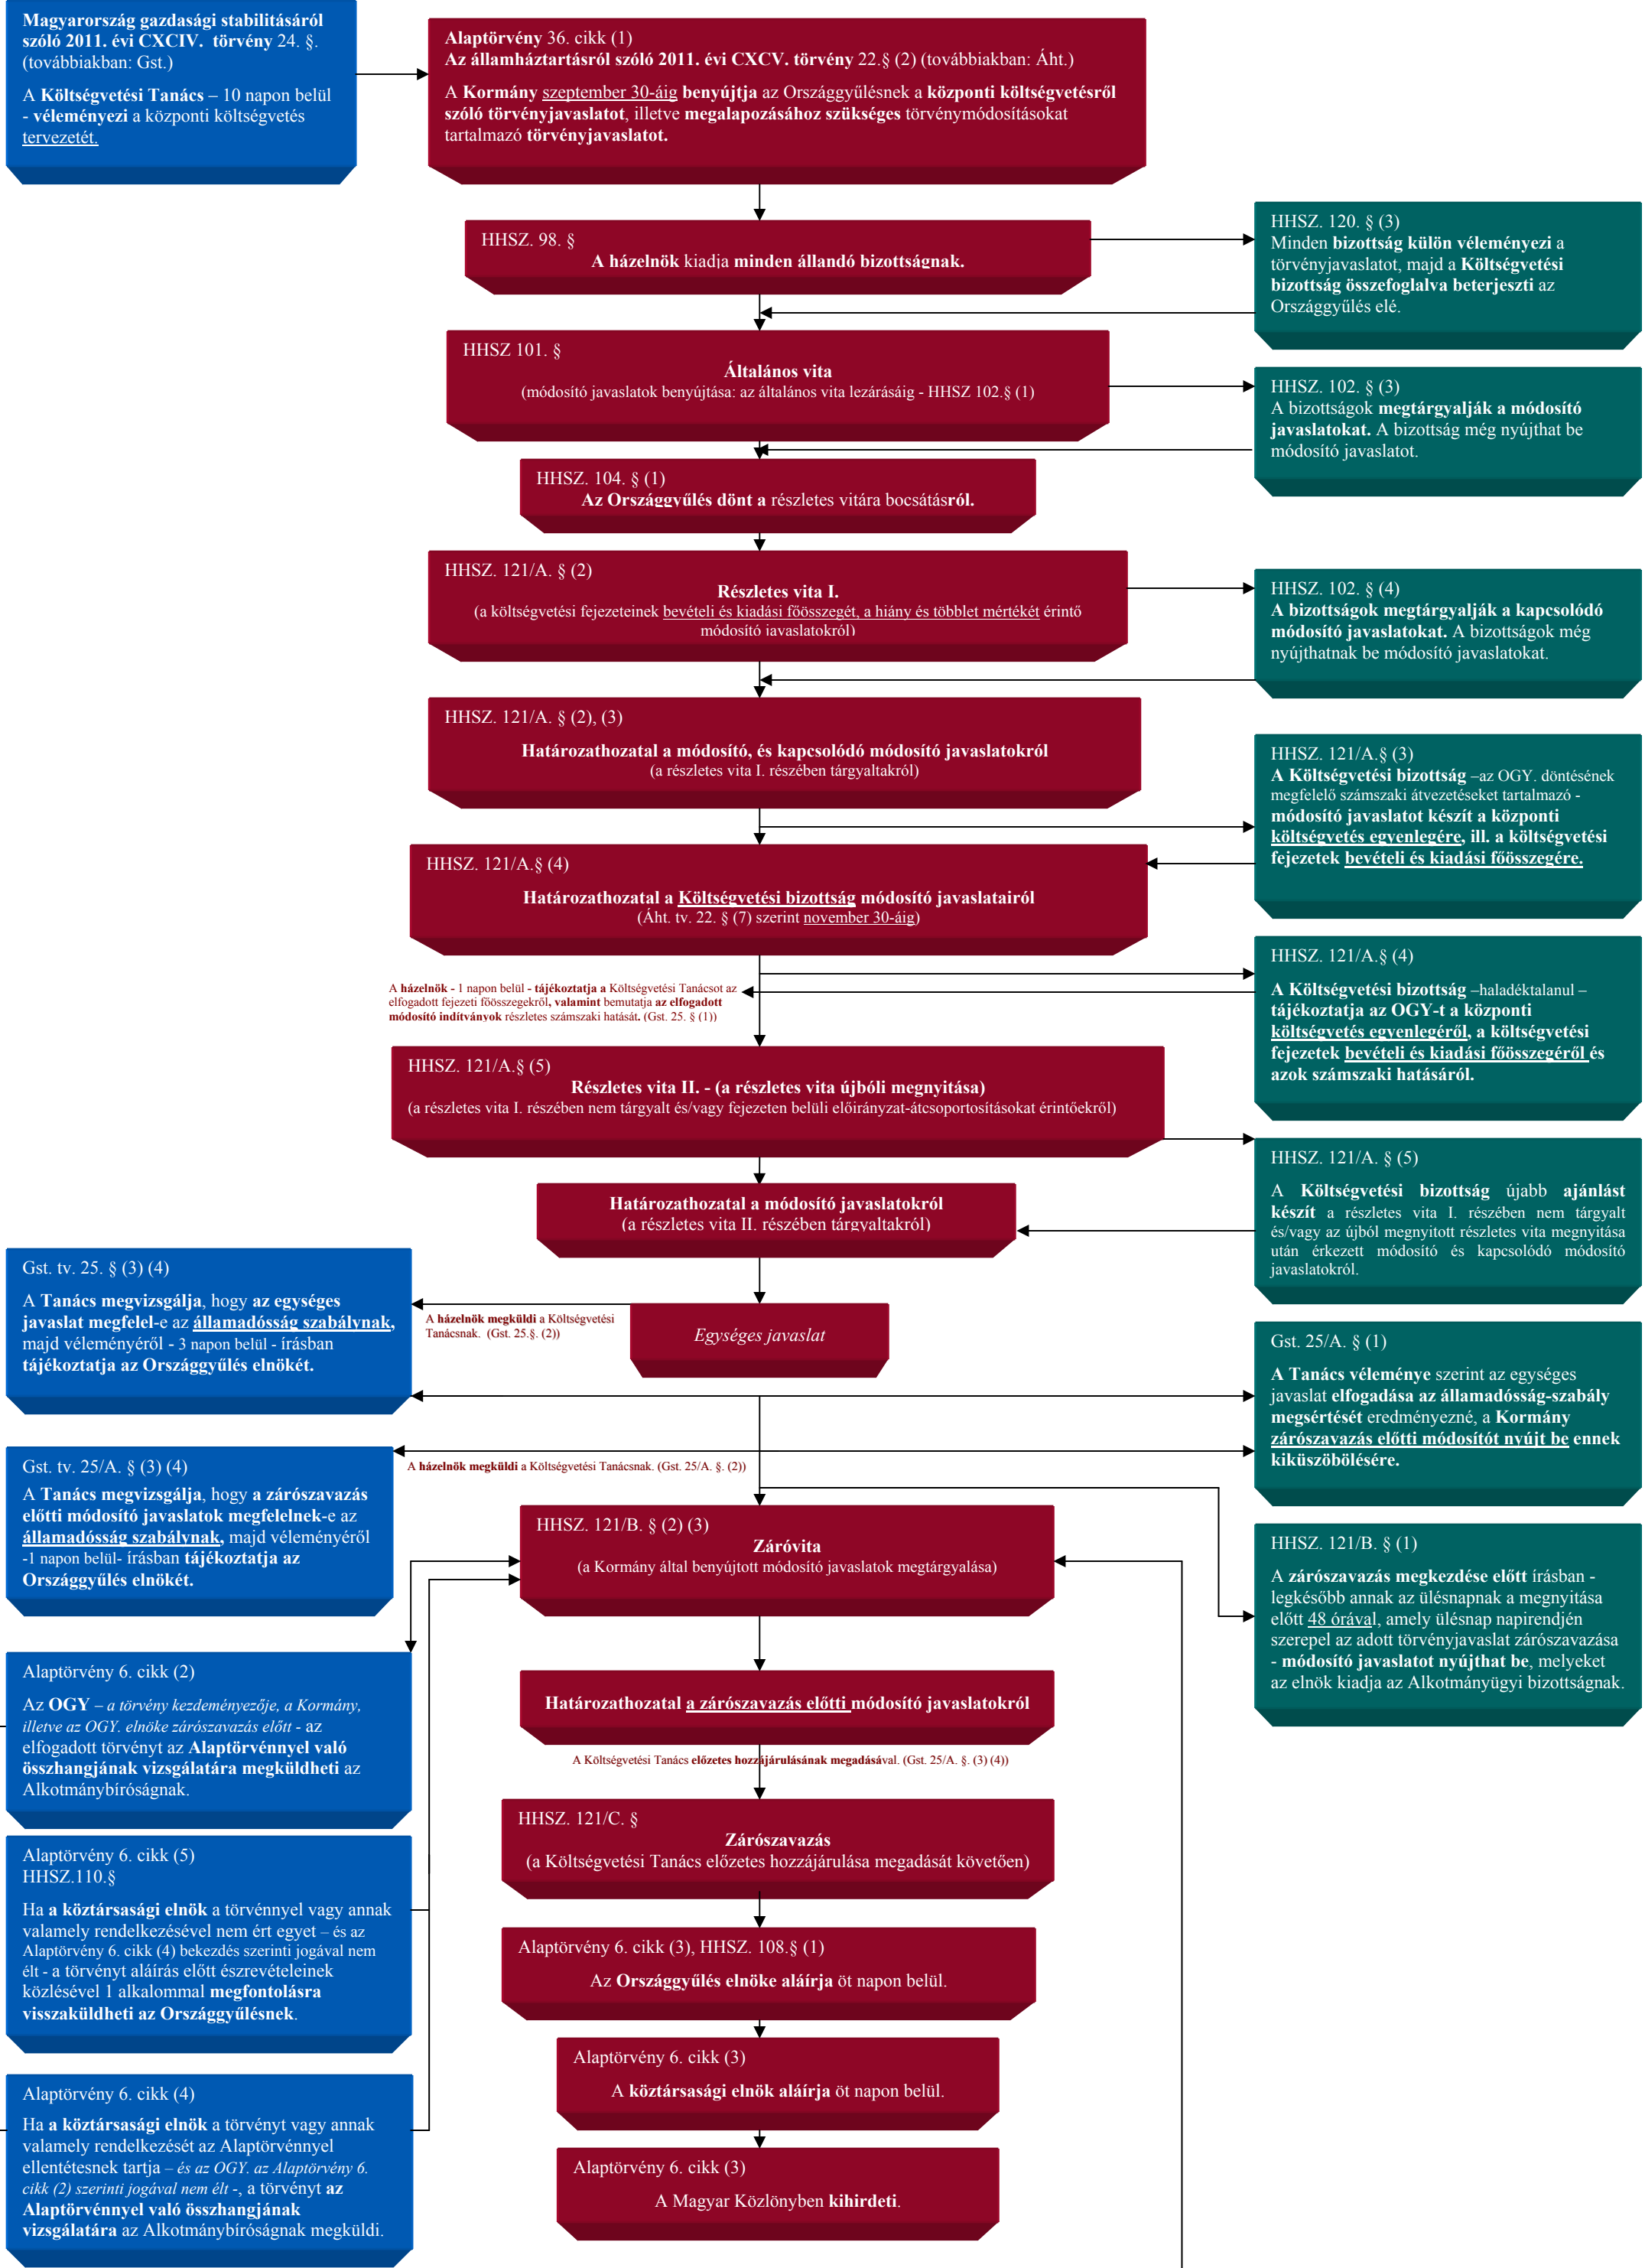 Magyarország gazdasági stabilitásáról
szóló 2011. évi CXCIV. törvény 24. §.
(továbbiakban: Gst.)
A Költségvetési Tanács – 10 napon belül
- véleményezi a központi költségvetés
tervezetét.
Alaptörvény 36. cikk (1)
Az államháztartásról szóló 2011. évi CXCV. törvény 22.§ (2) (továbbiakban: Áht.)
A Kormány szeptember 30-áig benyújtja az Országgyűlésnek a központi költségvetésről
szóló törvényjavaslatot, illetve megalapozásához szükséges törvénymódosításokat
tartalmazó törvényjavaslatot.
HHSZ. 98. §
A házelnök kiadja minden állandó bizottságnak.
HHSZ. 120. § (3)
Minden bizottság külön véleményezi a
törvényjavaslatot, majd a Költségvetési
bizottság összefoglalva beterjeszti az
Országgyűlés elé.
HHSZ 101. §
Általános vita
(módosító javaslatok benyújtása: az általános vita lezárásáig - HHSZ 102.§ (1)
HHSZ. 102. § (3)
A bizottságok megtárgyalják a módosító
javaslatokat. A bizottság még nyújthat be
módosító javaslatot.
HHSZ. 104. § (1)
Az Országgyűlés dönt a részletes vitára bocsátásról.
HHSZ. 121/A. § (2)
Részletes vita I.
(a költségvetési fejezeteinek bevételi és kiadási főösszegét, a hiány és többlet mértékét érintő
módosító javaslatokról)
HHSZ. 102. § (4)
A bizottságok megtárgyalják a kapcsolódó
módosító javaslatokat. A bizottságok még
nyújthatnak be módosító javaslatokat.
HHSZ. 121/A. § (2), (3)
Határozathozatal a módosító, és kapcsolódó módosító javaslatokról
(a részletes vita I. részében tárgyaltakról)
HHSZ. 121/A.§ (3)
A Költségvetési bizottság –az OGY. döntésének
megfelelő számszaki átvezetéseket tartalmazó -
módosító javaslatot készít a központi
költségvetés egyenlegére, ill. a költségvetési
fejezetek bevételi és kiadási főösszegére.
HHSZ. 121/A.§ (4)
Határozathozatal a Költségvetési bizottság módosító javaslatairól
(Áht. tv. 22. § (7) szerint november 30-áig)
HHSZ. 121/A.§ (4)
A Költségvetési bizottság –haladéktalanul –
tájékoztatja az OGY-t a központi
költségvetés egyenlegéről, a költségvetési
fejezetek bevételi és kiadási főösszegéről és
azok számszaki hatásáról.
A házelnök - 1 napon belül - tájékoztatja a Költségvetési Tanácsot az
elfogadott fejezeti főösszegekről, valamint bemutatja az elfogadott
módosító indítványok részletes számszaki hatását. (Gst. 25. § (1))
HHSZ. 121/A.§ (5)
Részletes vita II. - (a részletes vita újbóli megnyitása)
(a részletes vita I. részében nem tárgyalt és/vagy fejezeten belüli előirányzat-átcsoportosításokat érintőekről)
HHSZ. 121/A. § (5)
A Költségvetési bizottság újabb ajánlást
készít a részletes vita I. részében nem tárgyalt
és/vagy az újból megnyitott részletes vita megnyitása
után érkezett módosító és kapcsolódó módosító
javaslatokról.
Határozathozatal a módosító javaslatokról
(a részletes vita II. részében tárgyaltakról)
Gst. tv. 25. § (3) (4)
A Tanács megvizsgálja, hogy az egységes
javaslat megfelel-e az államadósság szabálynak,
majd véleményéről - 3 napon belül - írásban
tájékoztatja az Országgyűlés elnökét.
A házelnök megküldi a Költségvetési
Tanácsnak. (Gst. 25.§. (2))
Egységes javaslat
Gst. 25/A. § (1)
A Tanács véleménye szerint az egységes
javaslat elfogadása az államadósság-szabály
megsértését eredményezné, a Kormány
zárószavazás előtti módosítót nyújt be ennek
kiküszöbölésére.
Gst. tv. 25/A. § (3) (4)
A Tanács megvizsgálja, hogy a zárószavazás
előtti módosító javaslatok megfelelnek-e az
államadósság szabálynak, majd véleményéről
-1 napon belül- írásban tájékoztatja az
Országgyűlés elnökét.
A házelnök megküldi a Költségvetési Tanácsnak. (Gst. 25/A. §. (2))
HHSZ. 121/B. § (2) (3)
Záróvita
(a Kormány által benyújtott módosító javaslatok megtárgyalása)
HHSZ. 121/B. § (1)
A zárószavazás megkezdése előtt írásban -
legkésőbb annak az ülésnapnak a megnyitása
előtt 48 órával, amely ülésnap napirendjén
szerepel az adott törvényjavaslat zárószavazása
- módosító javaslatot nyújthat be, melyeket
az elnök kiadja az Alkotmányügyi bizottságnak.
Alaptörvény 6. cikk (2)
Az OGY – a törvény kezdeményezője, a Kormány,
illetve az OGY. elnöke zárószavazás előtt - az
elfogadott törvényt az Alaptörvénnyel való
összhangjának vizsgálatára megküldheti az
Alkotmánybíróságnak.
Határozathozatal a zárószavazás előtti módosító javaslatokról
A Költségvetési Tanács előzetes hozzájárulásának megadásával. (Gst. 25/A. §. (3) (4))
HHSZ. 121/C. §
Zárószavazás
(a Költségvetési Tanács előzetes hozzájárulása megadását követően)
Alaptörvény 6. cikk (5)
HHSZ.110.§
Ha a köztársasági elnök a törvénnyel vagy annak
valamely rendelkezésével nem ért egyet – és az
Alaptörvény 6. cikk (4) bekezdés szerinti jogával nem
élt - a törvényt aláírás előtt észrevételeinek
közlésével 1 alkalommal megfontolásra
visszaküldheti az Országgyűlésnek.
Alaptörvény 6. cikk (3), HHSZ. 108.§ (1)
Az Országgyűlés elnöke aláírja öt napon belül.
Alaptörvény 6. cikk (3)
A köztársasági elnök aláírja öt napon belül.
Alaptörvény 6. cikk (4)
Ha a köztársasági elnök a törvényt vagy annak
valamely rendelkezését az Alaptörvénnyel
ellentétesnek tartja – és az OGY. az Alaptörvény 6.
cikk (2) szerinti jogával nem élt -, a törvényt az
Alaptörvénnyel való összhangjának
vizsgálatára az Alkotmánybíróságnak megküldi.
Alaptörvény 6. cikk (3)
A Magyar Közlönyben kihirdeti.